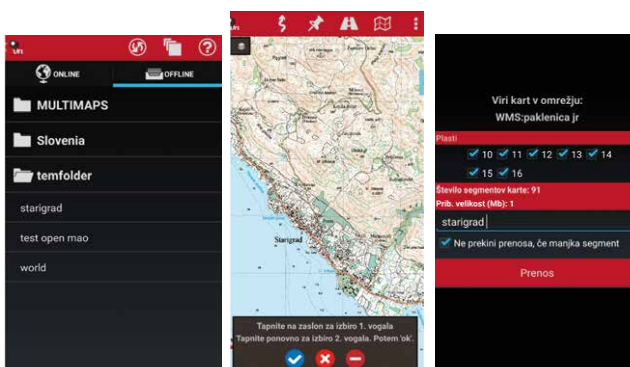 ONLINE
OFFLINE
MULTIMAPS
Slovenia
temfolder
starigrad
test open mao
world
Starigrad
Tapnite na zaslon za izbiro 1. vogala
Tapnite ponovno za izbiro 2. vogala. Potem 'ok'.
Viri kart v omrežju:
WMS:paklenica jr
Plasti
10 11 12 13 14
15 16
Število segmentov karte: 91
Prib. velikost (Mb): 1
starigrad
Ne prekini prenosa, če manjka segment
Prenos